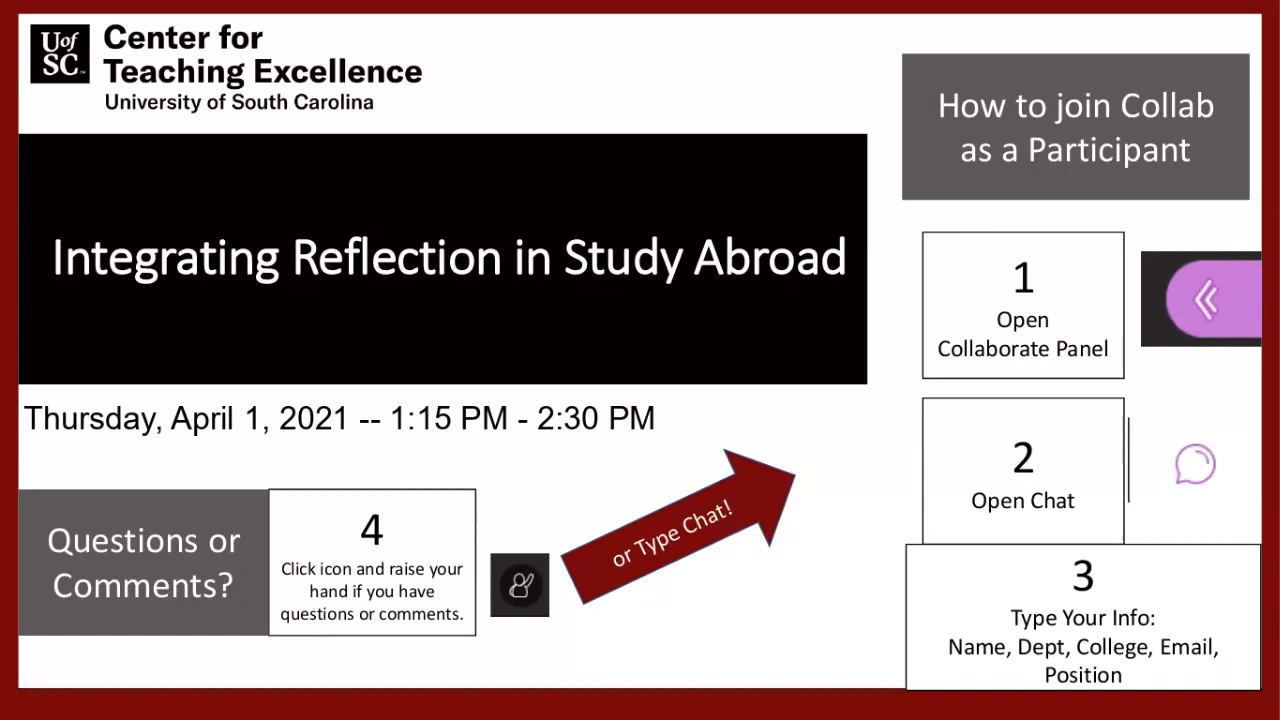 UofSC
Center for
Teaching Excellence
University of South Carolina
Integrating Reflection in Study Abroad
Thursday, April 1, 2021 -- 1:15 PM - 2:30 PM
How to join Collab
as a Participant
1
Open
Collaborate Panel
2
Open Chat
3
Type Your Info:
Name, Dept, College, Email,
Position
Questions or
Comments?
4
Click icon and raise your
hand if you have
questions or comments.
or Type Chat!